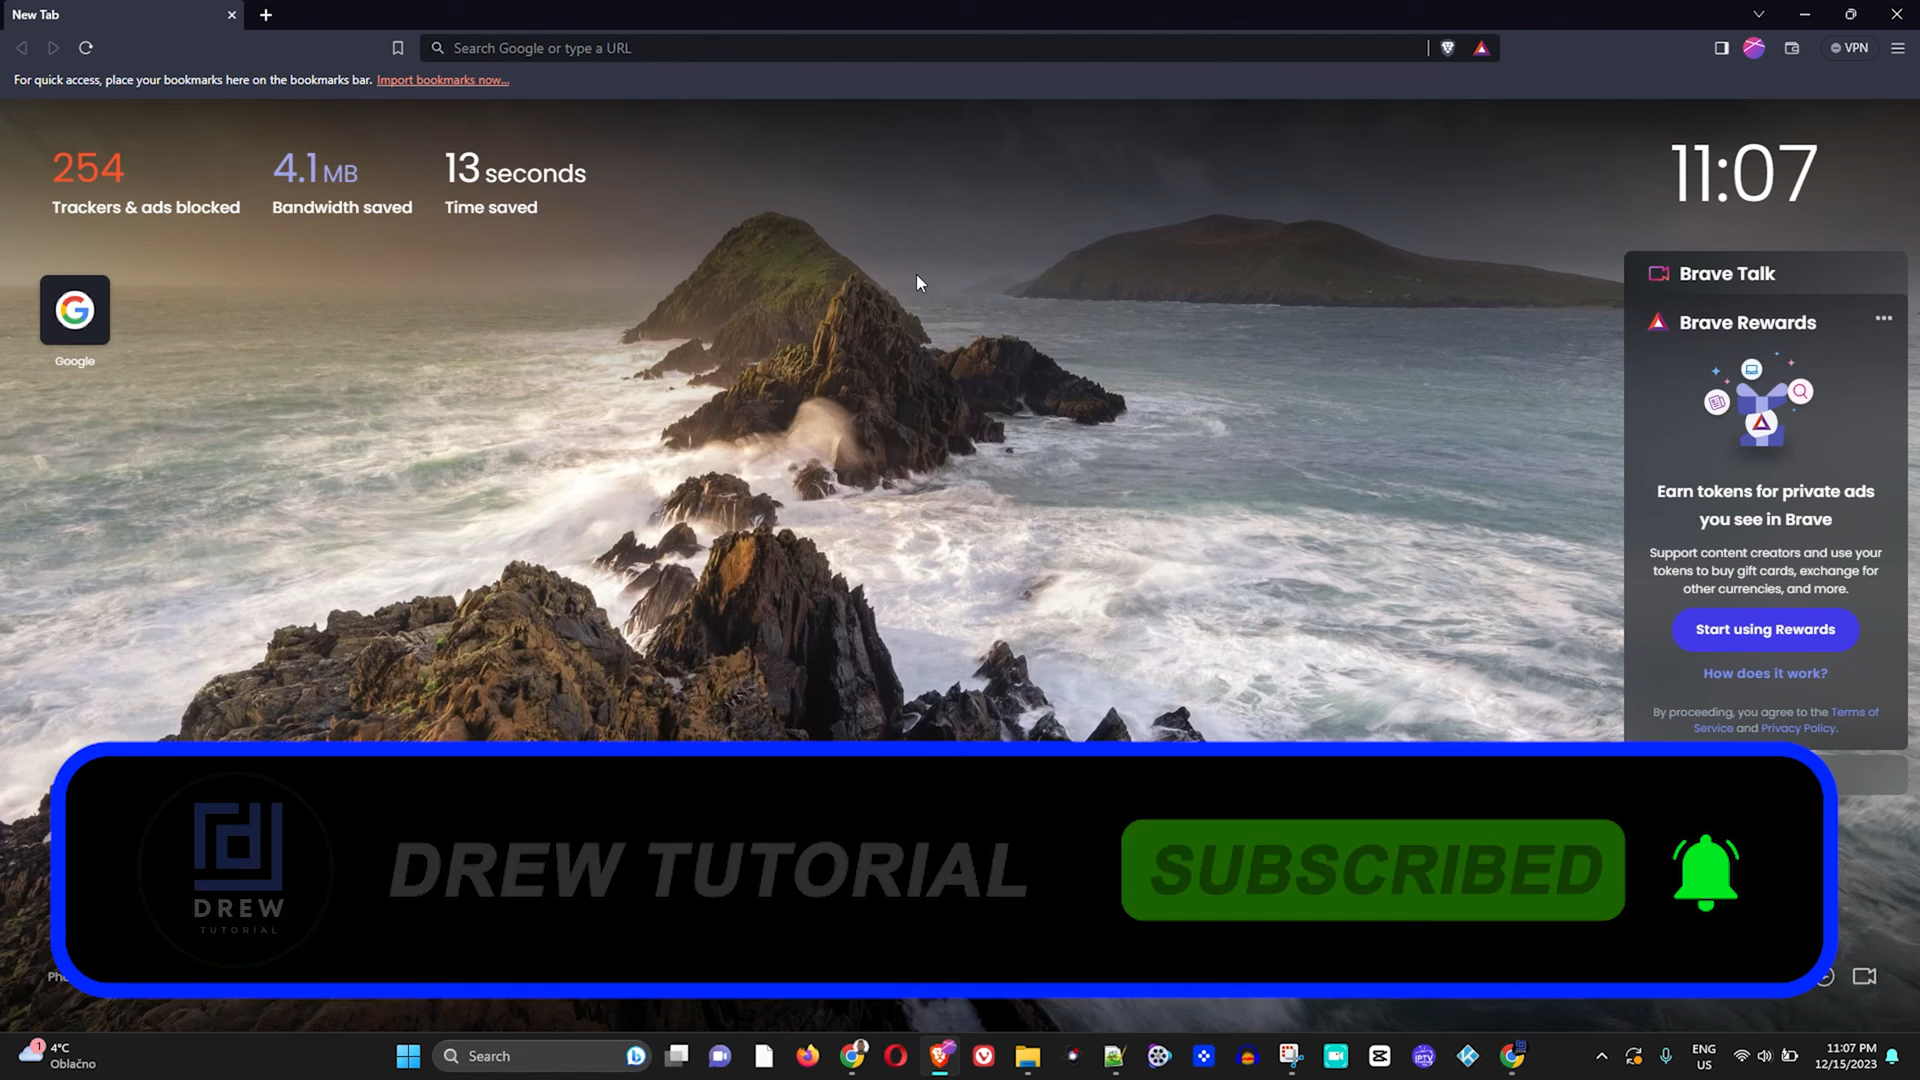 New Tab
Search Google or type a URL
VPN
For quick access, place your bookmarks here on the bookmarks bar. Import bookmarks now...
254
Trackers & ads blocked
4.1 MB
Bandwidth saved
13 seconds
Time saved
11:07
Google
Brave Talk
Brave Rewards
Earn tokens for private ads
you see in Brave
Support content creators and use your
tokens to buy gift cards, exchange for
other currencies, and more.
Start using Rewards
How does it work?
By proceeding, you agree to the Terms of
Service and Privacy Policy.
DREW
TUTORIAL
DREW TUTORIAL
SUBSCRIBED
1
4°C
Oblačno
Search
IPTV
ENG
US
11:07 PM
12/15/2023